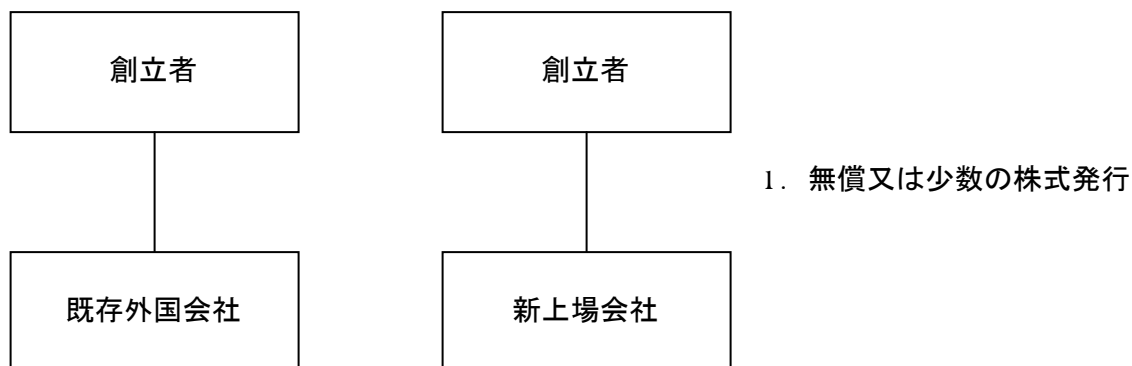 創立者
創立者
1. 無償又は少数の株式発行
既存外国会社
新上場会社